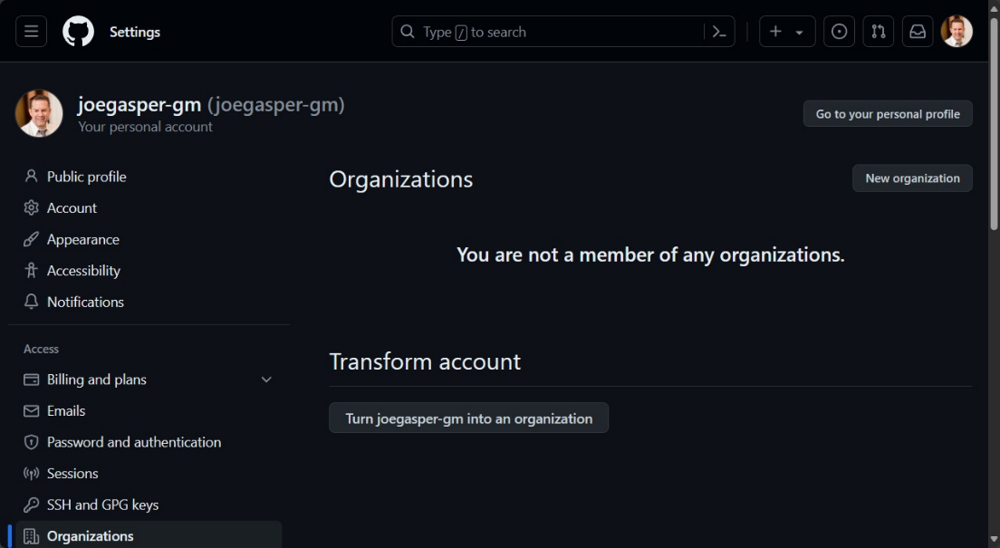 Settings
Type / to search
joegasper-gm (joegasper-gm)
Your personal account
Go to your personal profile
Public profile
Account
Appearance
Accessibility
Notifications
Access
Billing and plans
Emails
Password and authentication
Sessions
SSH and GPG keys
Organizations
Organizations
New organization
You are not a member of any organizations.
Transform account
Turn joegasper-gm into an organization